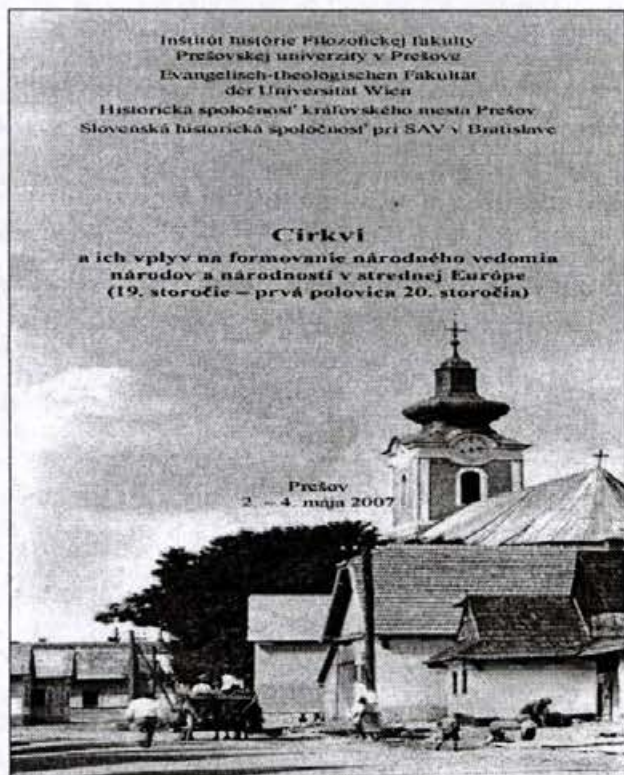 Inštitút histórie Filozofickej fakulty
Prešovskej univerzity v Prešove
Evangelisch-theologischen Fakultät
der Universität Wien
Historická spoločnosť kráľovského mesta Prešov
Slovenská historická spoločnosť pri SAV v Bratislave
Cirkvi
a ich vplyv na formovanie národného vedomia
národov a národností v strednej Európe
(19. storočie – prvá polovica 20. storočia)
Prešov
2. – 4. mája 2007